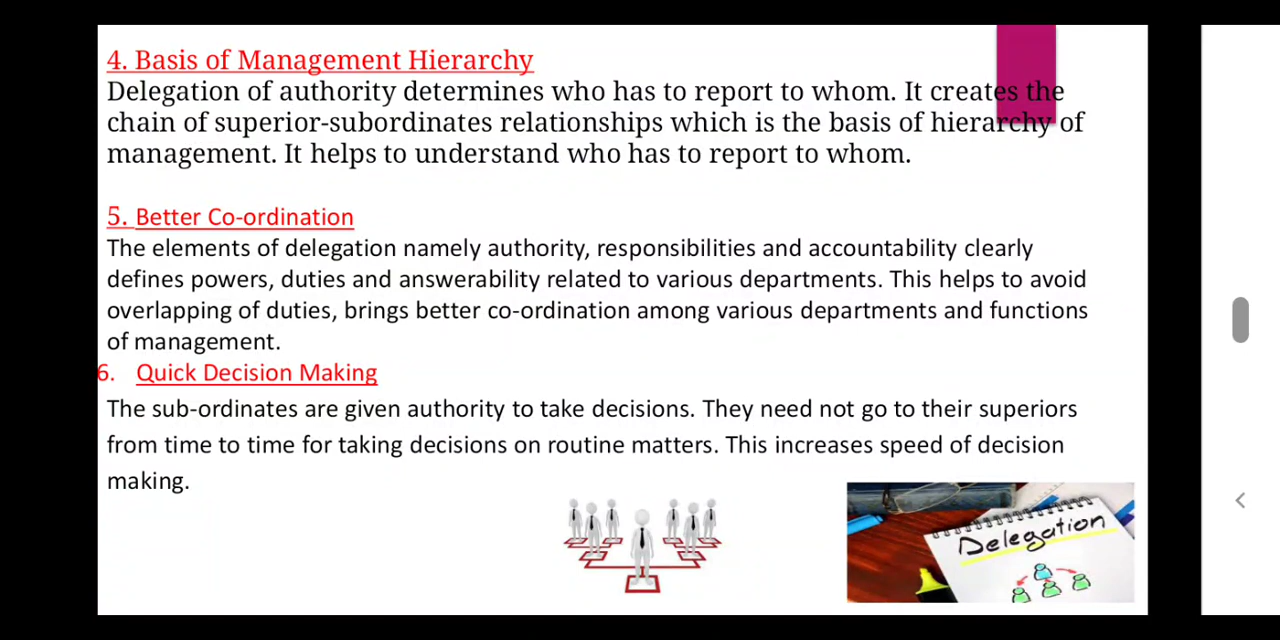 4. Basis of Management Hierarchy
Delegation of authority determines who has to report to whom. It creates the
chain of superior-subordinates relationships which is the basis of hierarchy of
management. It helps to understand who has to report to whom.
5. Better Co-ordination
The elements of delegation namely authority, responsibilities and accountability clearly
defines powers, duties and answerability related to various departments. This helps to avoid
overlapping of duties, brings better co-ordination among various departments and functions
of management.
6. Quick Decision Making
The sub-ordinates are given authority to take decisions. They need not go to their superiors
from time to time for taking decisions on routine matters. This increases speed of decision
making.
Delegation